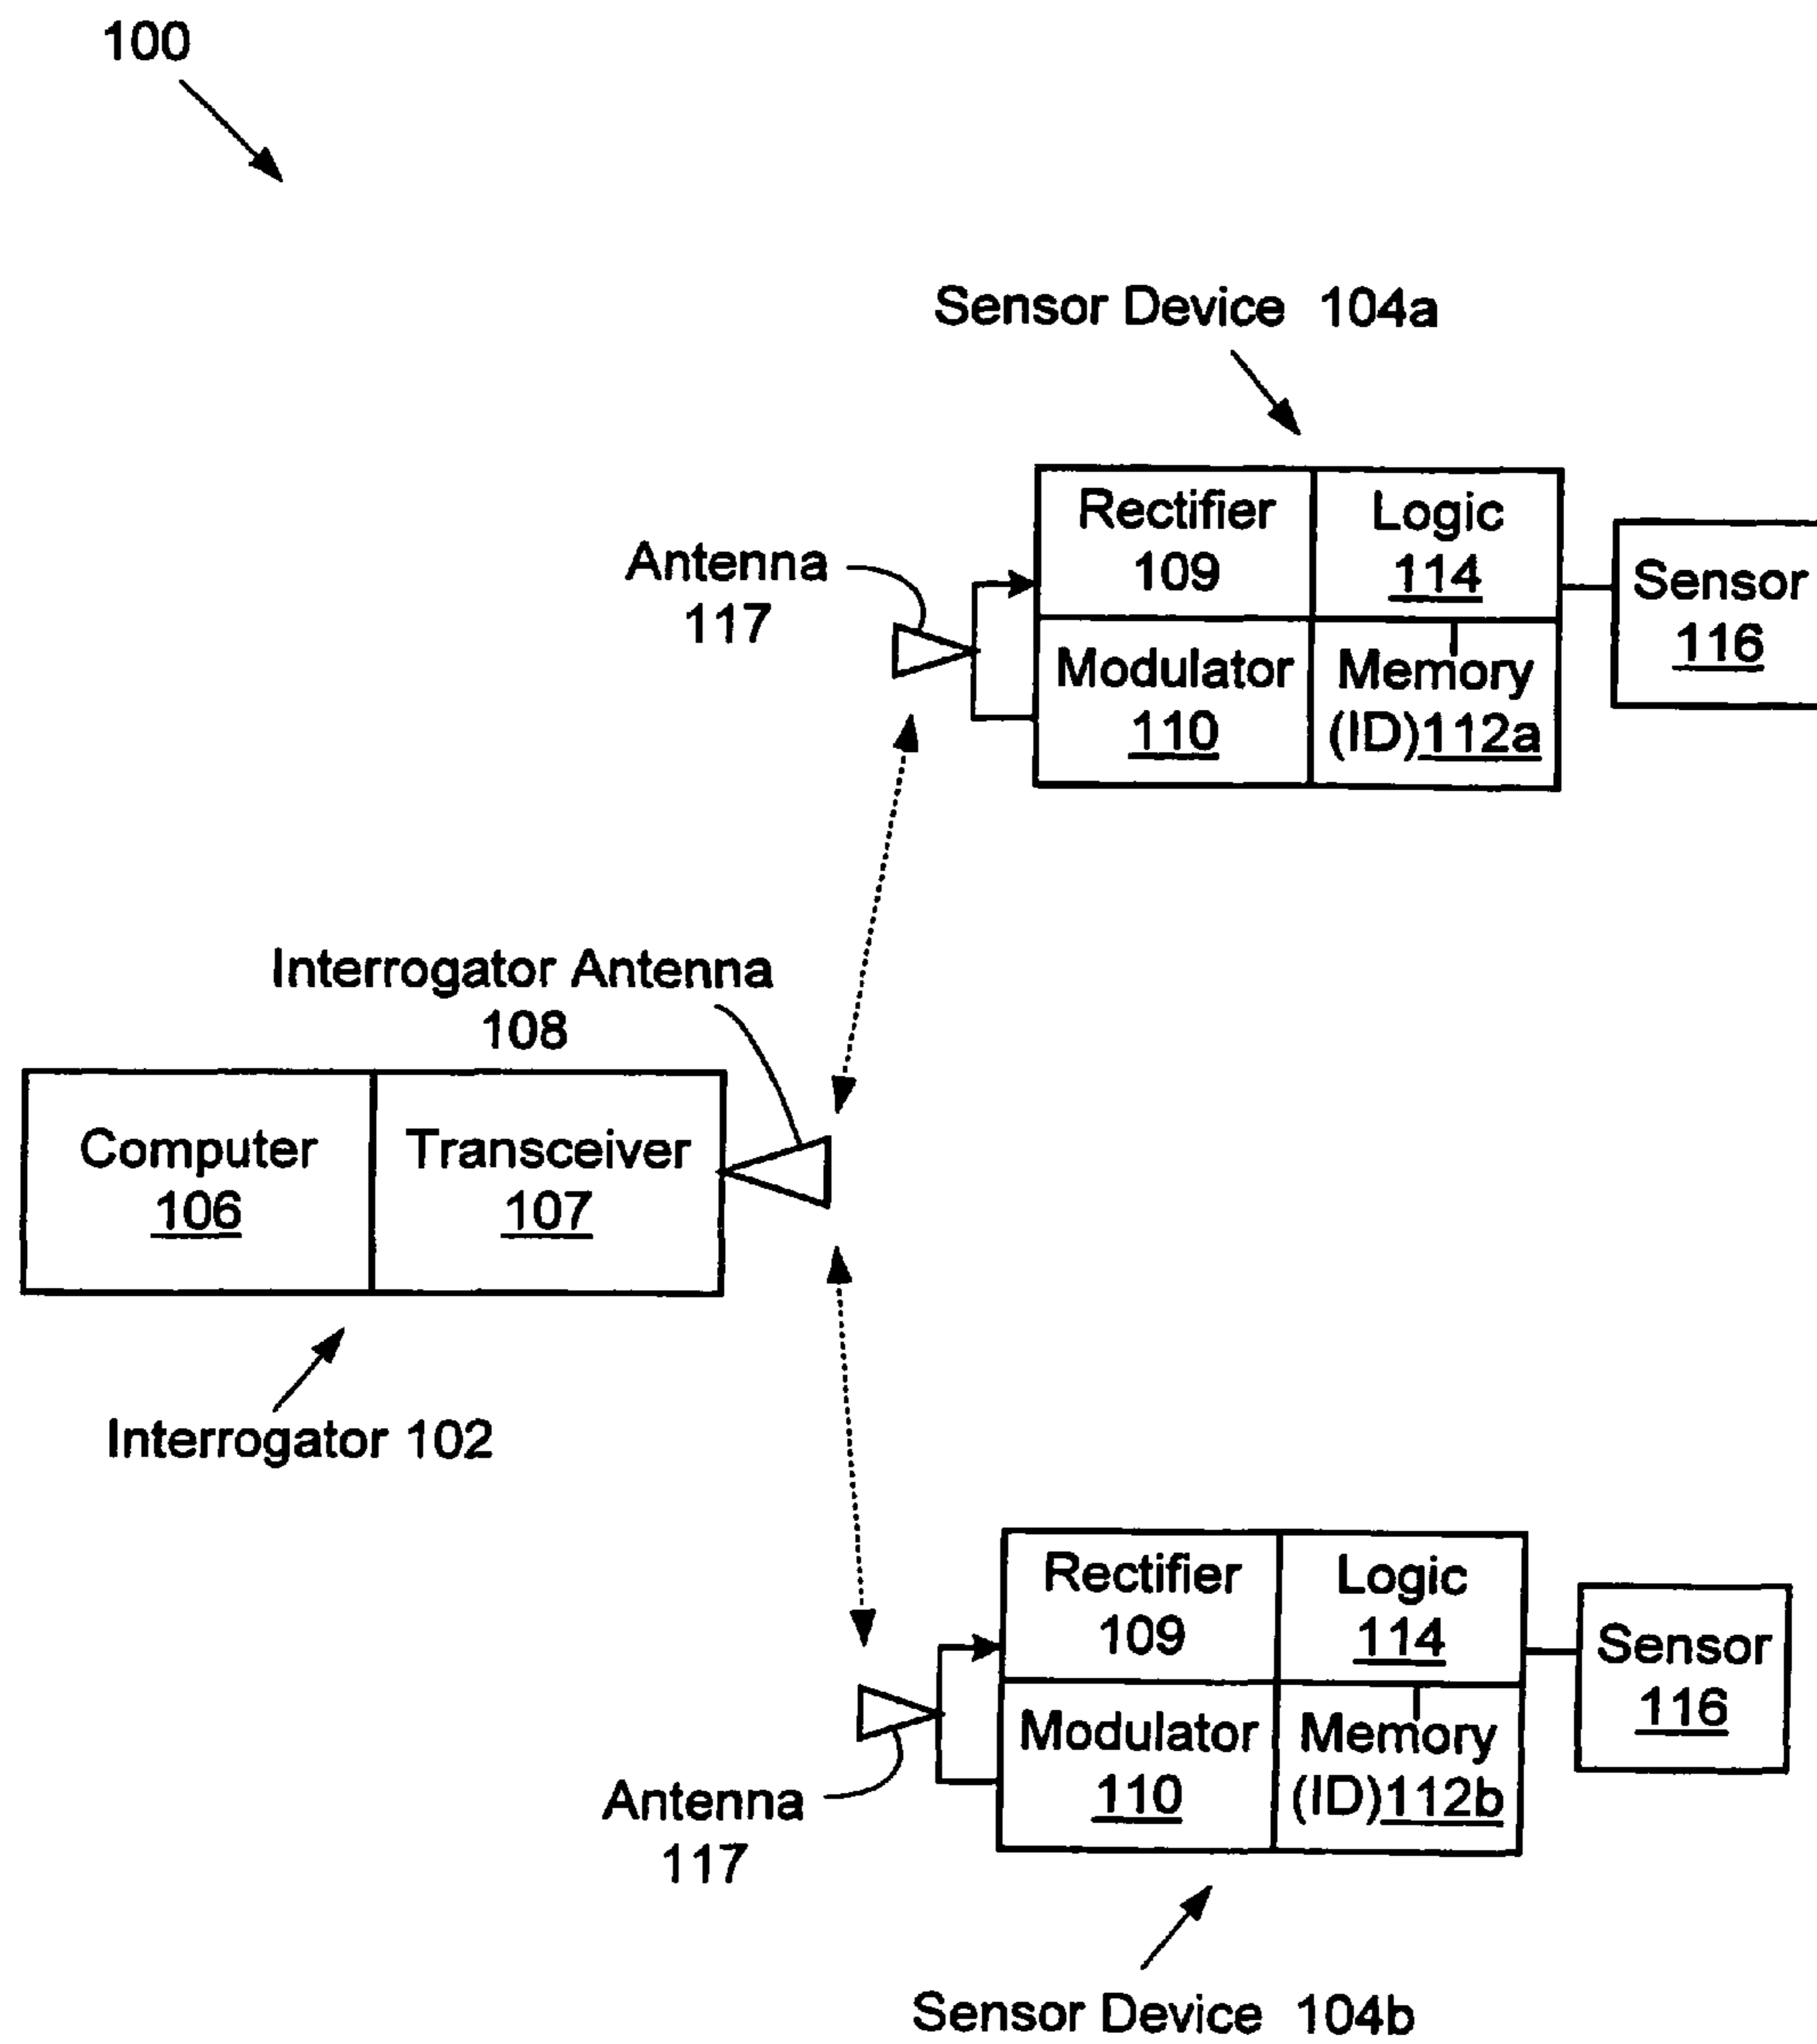 100
Sensor Device 104a
Rectifier
109
Logic
114
Antenna
117
Sensor
116
Modulator
110
Memory
(ID)112a
Interrogator Antenna
108
Computer
106
Transceiver
107
Interrogator 102
Rectifier
109
Logic
114
Sensor
116
Modulator
110
Memory
(ID)112b
Antenna
117
Sensor Device 104b